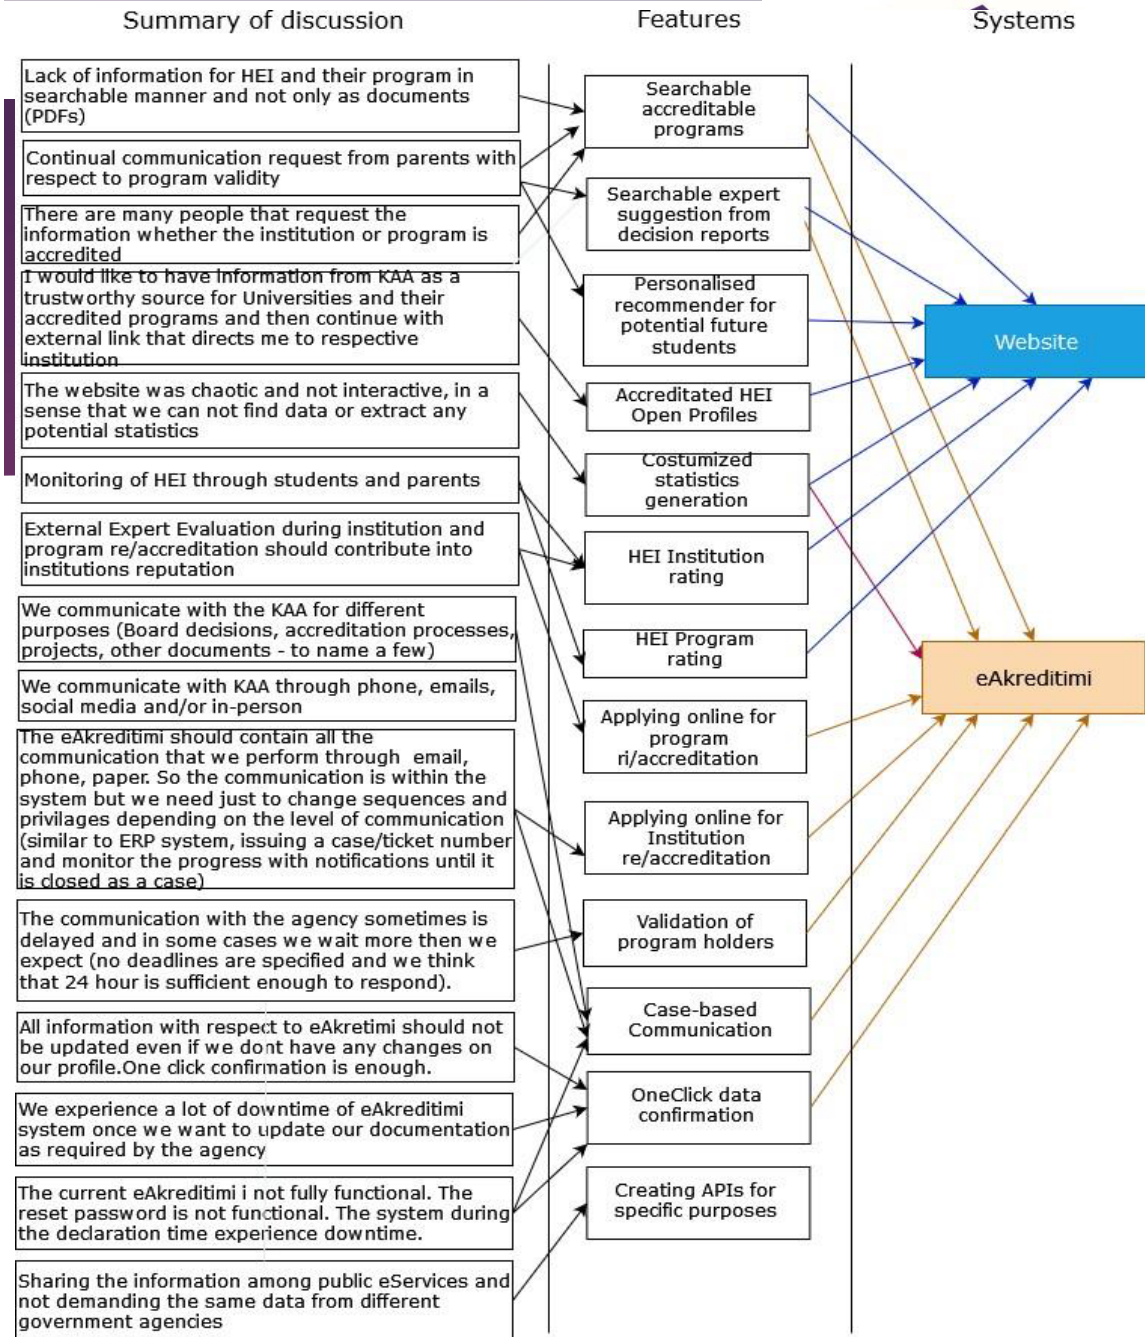 Summary of discussion
Features
Systems
Lack of information for HEI and their program in
searchable manner and not only as documents
(PDFs)
Continual communication request from parents with
respect to program validity
There are many people that request the
information whether the institution or program is
accredited
I would like to have information from KAA as a
trustworthy source for Universities and their
accredited programs and then continue with
external link that directs me to respective
institution
The website was chaotic and not interactive, in a
sense that we can not find data or extract any
potential statistics
Monitoring of HEI through students and parents
External Expert Evaluation during institution and
program re/accreditation should contribute into
institutions reputation
We communicate with the KAA for different
purposes (Board decisions, accreditation processes,
projects, other documents - to name a few)
We communicate with KAA through phone, emails,
social media and/or in-person
The eAkreditimi should contain all the
communication that we perform through email,
phone, paper. So the communication is within the
system but we need just to change sequences and
privilages depending on the level of communication
(similar to ERP system, issuing a case/ticket number
and monitor the progress with notifications until it
is closed as a case)
The communication with the agency sometimes is
delayed and in some cases we wait more then we
expect (no deadlines are specified and we think
that 24 hour is sufficient enough to respond).
All information with respect to eAkretimi should not
be updated even if we dont have any changes on
our profile.One click confirmation is enough.
We experience a lot of downtime of eAkreditimi
system once we want to update our documentation
as required by the agency
The current eAkreditimi i not fully functional. The
reset password is not functional. The system during
the declaration time experience downtime.
Sharing the information among public eServices and
not demanding the same data from different
government agencies
Searchable
accreditable
programs
Searchable expert
suggestion from
decision reports
Personalised
recommender for
potential future
students
Accreditated HEI
Open Profiles
Costumized
statistics
generation
HEI Institution
rating
HEI Program
rating
Applying online for
program
ri/accreditation
Applying online for
Institution
re/accreditation
Validation of
program holders
Case-based
Communication
OneClick data
confirmation
Creating APIs for
specific purposes
Website
eAkreditimi